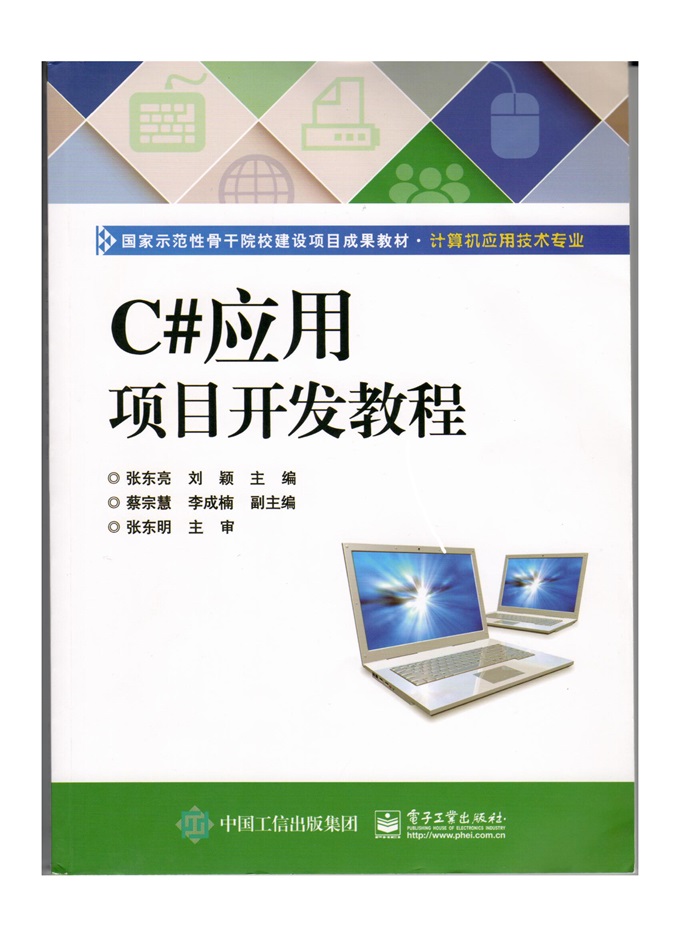 国家示范性骨干院校建设项目成果教材·计算机应用技术专业
C#应用
项目开发教程
◎ 张东亮 刘 颖 主 编
◎ 蔡宗慧 李成楠 副主编
◎ 张东明 主 审
中国工信出版集团
電子工業出版社·
PUBLISHING HOUSE OF ELECTRONICS INDUSTRY
http://www.phei.com.cn